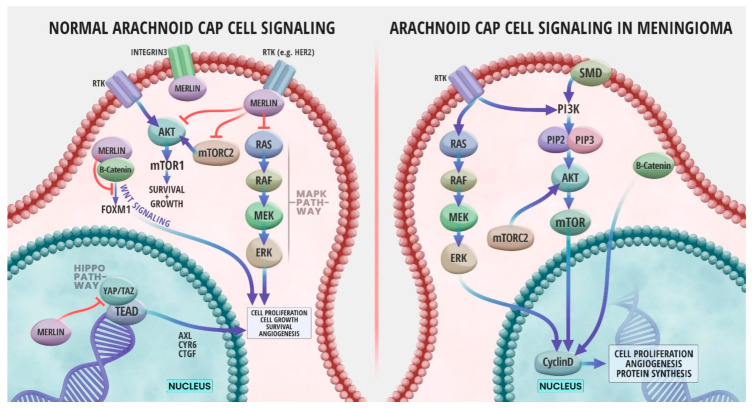 NORMAL ARACHNOID CAP CELL SIGNALING
INTEGRIN3
RTK (e.g. HER2)
RTK
MERLIN
MERLIN
AKT
mTORC2
mTOR1
SURVIVAL
+
GROWTH
MERLIN
B-Catenin
FOXM1
WNT SIGNALING
RAS
RAF
MEK
ERK
MAPK
PATH-
WAY
HIPPO
PATH-
WAY
YAP/TAZ
TEAD
MERLIN
AXL
CYR6
CTGF
CELL PROLIFERATION
CELL GROWTH
SURVIVAL
ANGIOGENESIS
NUCLEUS
ARACHNOID CAP CELL SIGNALING IN MENINGIOMA
RTK
SMD
PI3K
RAS
PIP2
PIP3
B-Catenin
RAF
AKT
MEK
mTOR
mTORC2
ERK
CyclinD
CELL PROLIFERATION
ANGIOGENESIS
PROTEIN SYNTHESIS
NUCLEUS